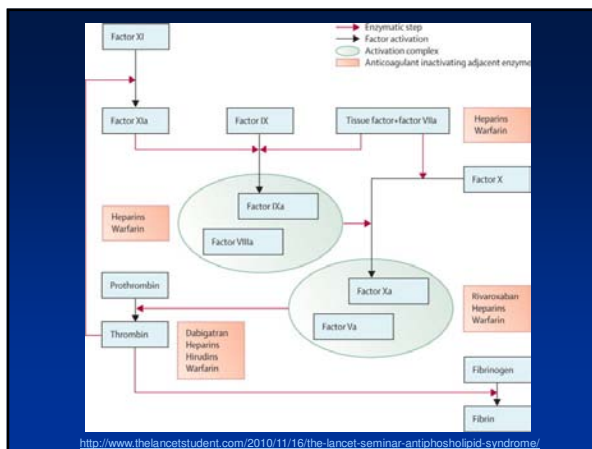 Enzymatic step
Factor activation
Activation complex
Anticoagulant inactivating adjacent enzyme
Factor XI
Factor XIa
Factor IX
Tissue factor+factor VIIa
Heparins
Warfarin
Factor X
Factor IXa
Factor VIIIa
Heparins
Warfarin
Prothrombin
Thrombin
Dabigatran
Heparins
Hirudins
Warfarin
Factor Xa
Factor Va
Rivaroxaban
Heparins
Warfarin
Fibrinogen
Fibrin
http://www.thelancetstudent.com/2010/11/16/the-lancet-seminar-antiphosholipid-syndrome/